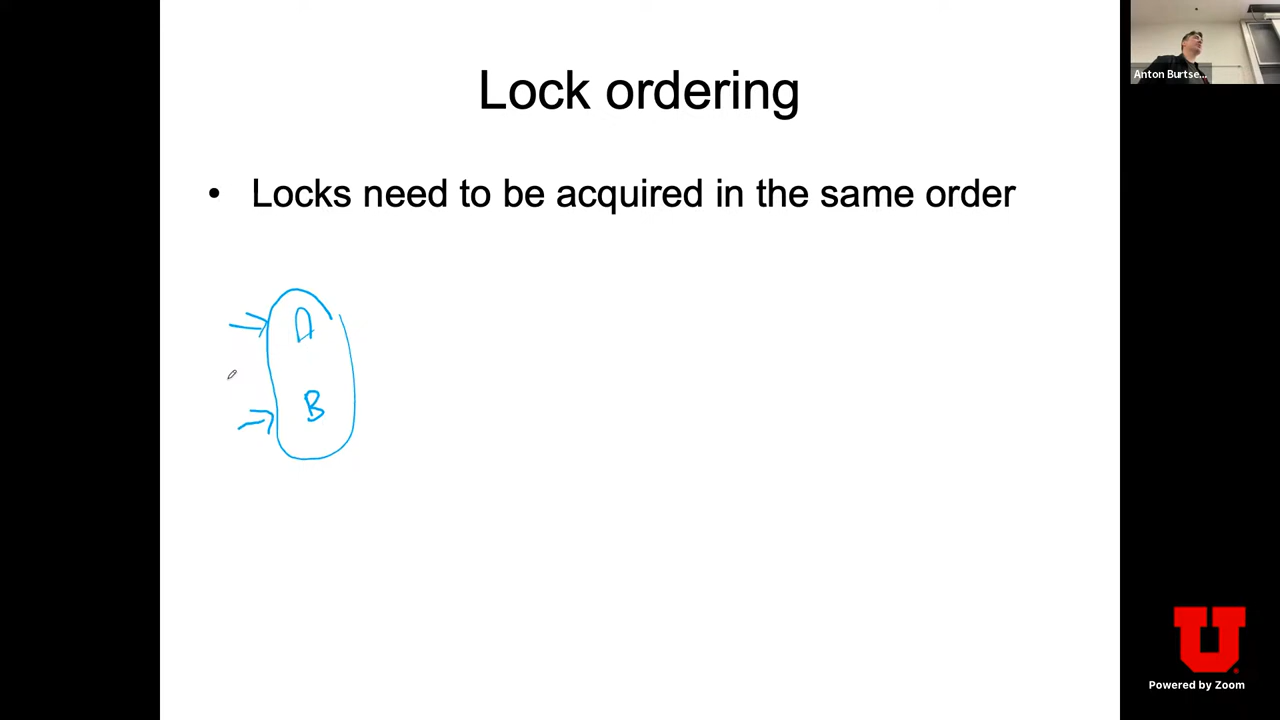 Lock ordering
• Locks need to be acquired in the same order
A
B
Anton Burtse...
U
Powered by Zoom